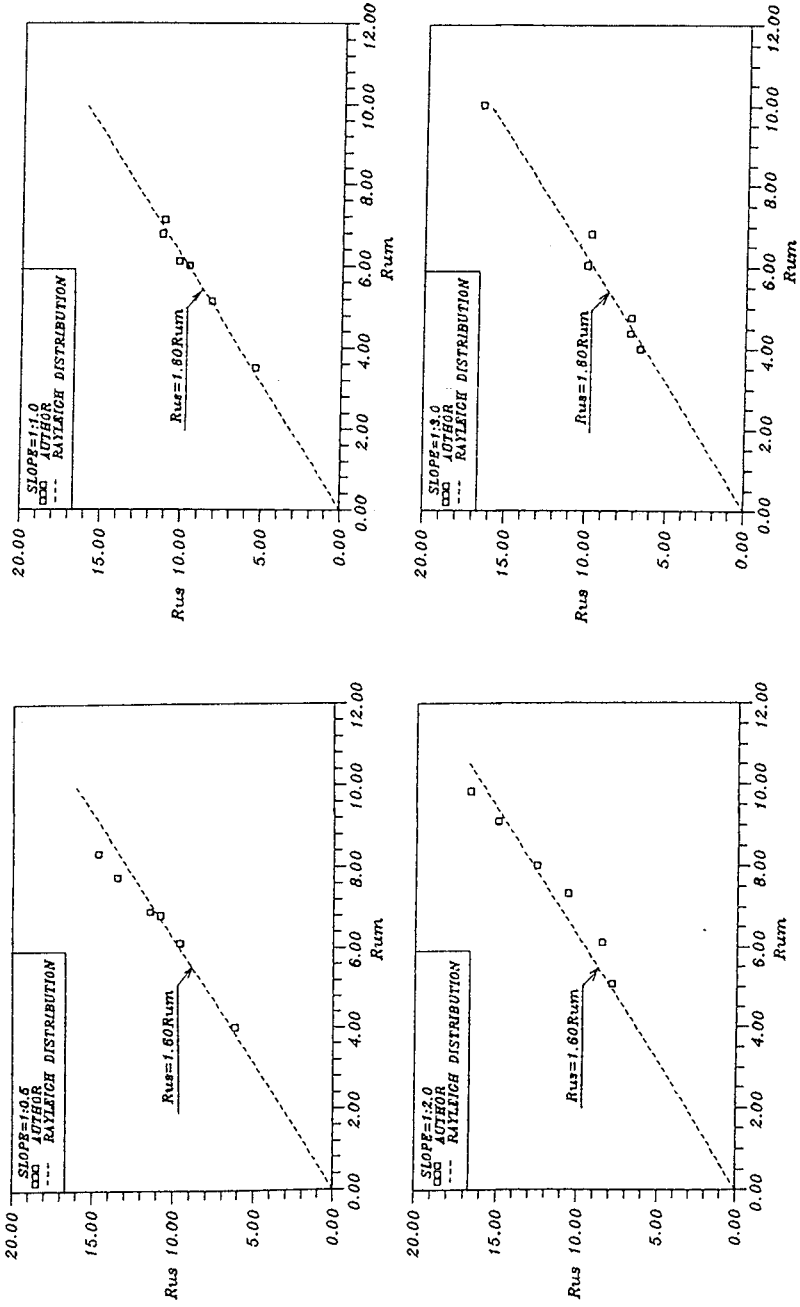 20.00
15.00
Rus 10.00
5.00
0.00
SLOPE=1:0.5
□□□ AUTHOR
--- RAYLEIGH DISTRIBUTION
Rus=1.60Rum
0.00 2.00 4.00 6.00 8.00 10.00 12.00
Rum
20.00
15.00
Rus 10.00
5.00
0.00
SLOPE=1:1.0
□□□ AUTHOR
--- RAYLEIGH DISTRIBUTION
Rus=1.60Rum
0.00 2.00 4.00 6.00 8.00 10.00 12.00
Rum
20.00
15.00
Rus 10.00
5.00
0.00
SLOPE=1:2.0
□□□ AUTHOR
--- RAYLEIGH DISTRIBUTION
Rus=1.60Rum
0.00 2.00 4.00 6.00 8.00 10.00 12.00
Rum
20.00
15.00
Rus 10.00
5.00
0.00
SLOPE=1:3.0
□□□ AUTHOR
--- RAYLEIGH DISTRIBUTION
Rus=1.60Rum
0.00 2.00 4.00 6.00 8.00 10.00 12.00
Rum